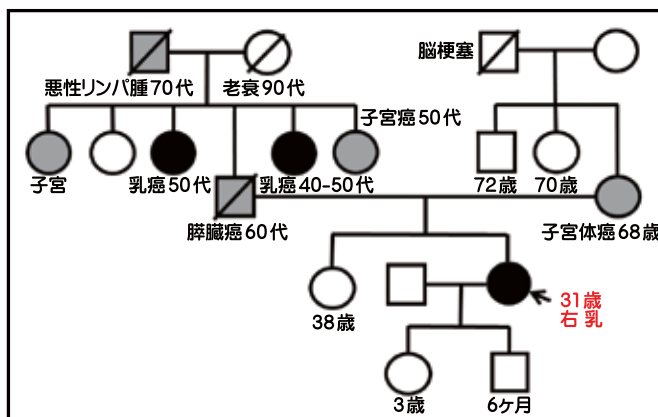 脳梗塞
悪性リンパ腫70代
老衰90代
子宮癌50代
子宮
乳癌50代
乳癌40-50代
72歳
70歳
膵臓癌60代
子宮体癌68歳
38歳
31歳
右 乳
3歳
6ケ月